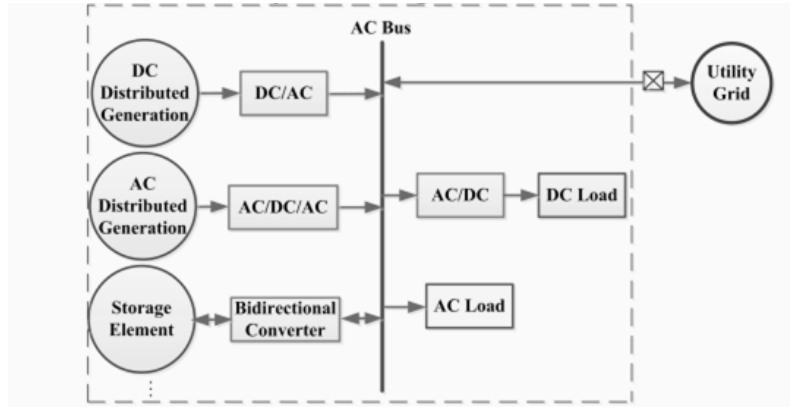 AC Bus
DC
Distributed
Generation
DC/AC
Utility
Grid
AC
Distributed
Generation
AC/DC/AC
AC/DC
DC Load
Storage
Element
Bidirectional
Converter
AC Load